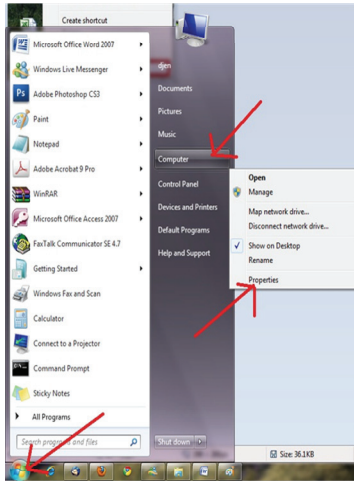 Create shortcut
Microsoft Office Word 2007
Windows Live Messenger
Adobe Photoshop CS3
Paint
Notepad
Adobe Acrobat 9 Pro
WinRAR
Microsoft Office Access 2007
FaxTalk Communicator SE 4.7
Getting Started
Windows Fax and Scan
Calculator
Connect to a Projector
Command Prompt
Sticky Notes
All Programs
Search programs and files
djen
Documents
Pictures
Music
Computer
Control Panel
Devices and Printers
Default Programs
Help and Support
Shut down
Open
Manage
Map network drive...
Disconnect network drive...
Show on Desktop
Rename
Properties
Size: 36.1KB
Ps